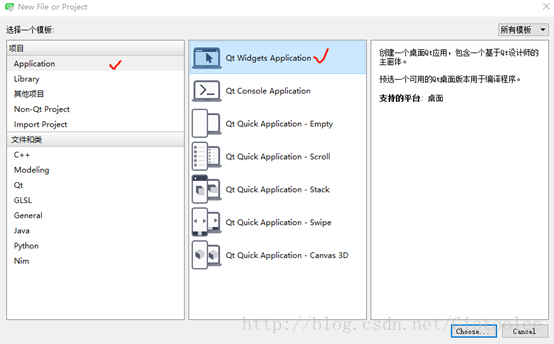 New File or Project
选择一个模板:
所有模板
项目
Application
Library
其他项目
Non-Qt Project
Import Project
文件和类
C++
Modeling
Qt
GLSL
General
Java
Python
Nim
Qt Widgets Application
Qt Console Application
Qt Quick Application - Empty
Qt Quick Application - Scroll
Qt Quick Application - Stack
Qt Quick Application - Swipe
Qt Quick Application - Canvas 3D
创建一个桌面Qt应用，包含一个基于Qt设计师的
主窗体。
预选一个可用的Qt桌面版本用于编译程序。
支持的平台: 桌面
http://blog.csdn.net/
Choose...
Cancel